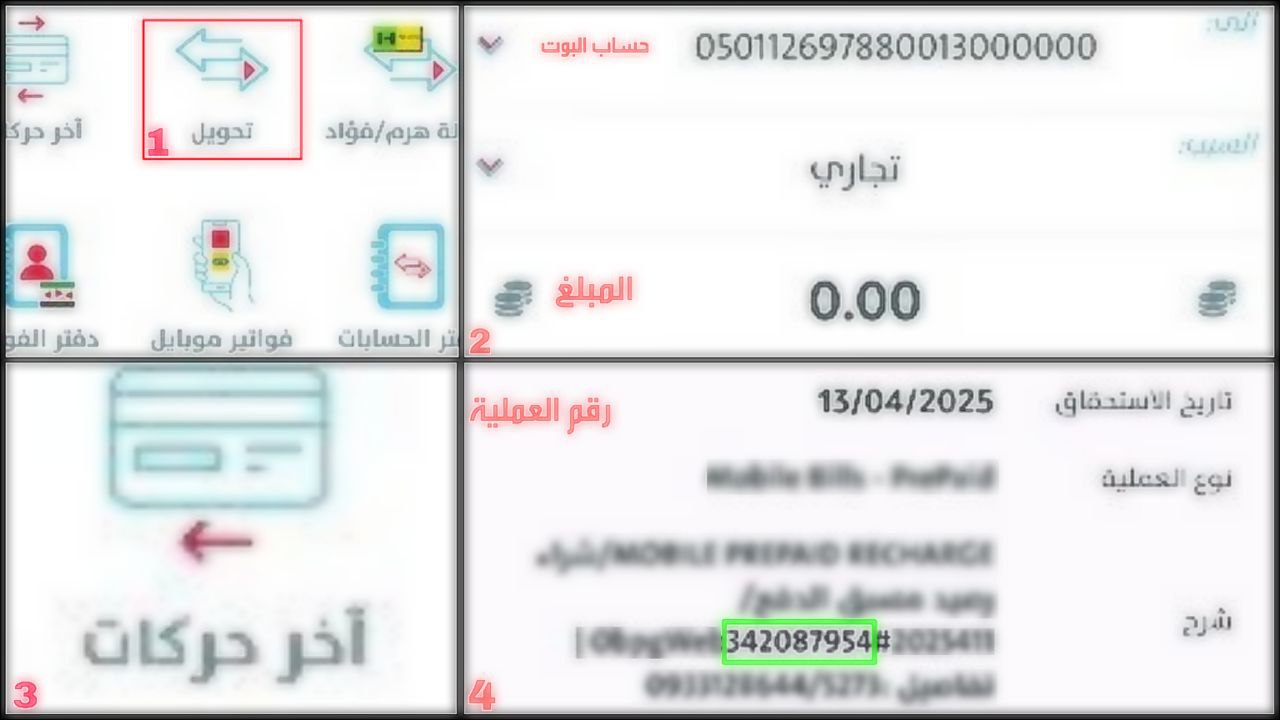 آخر حركا
تحويل
لة هرم/فؤاد
1
دفتر الفو
فواتير موبايل
تر الحسابات
إلى:
050112697880013000000
حساب البوت
السبب:
تجاري
0.00
المبلغ
2
آخر حركات
3
رقم العملية
تاريخ الاستحقاق
13/04/2025
نوع العملية
Mobile Bills - PrePaid
شرح
MOBILE PREPAID RECHARGE/شراء
رصيد مسبق الدفع/
342087954#2025411
تفاصيل :0933128644/5273
4